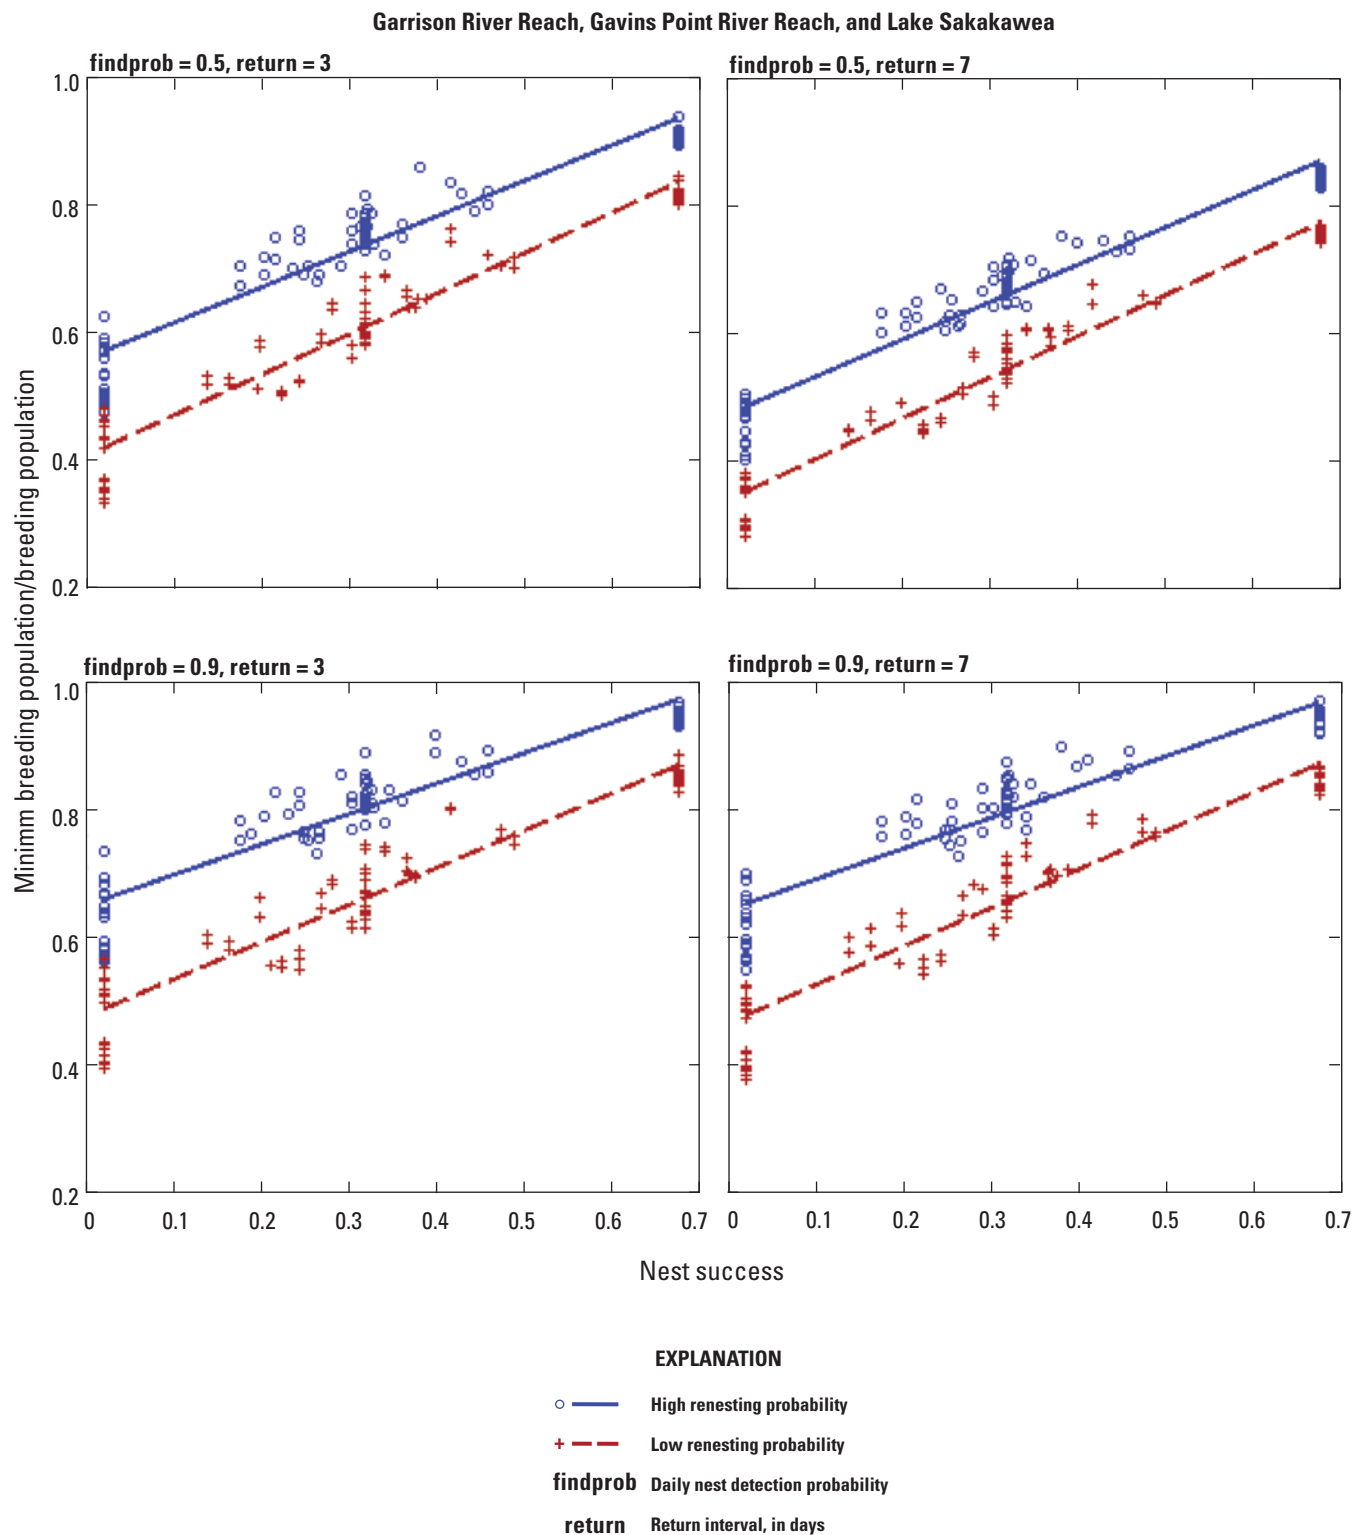 Garrison River Reach, Gavins Point River Reach, and Lake Sakakawea
findprob = 0.5, return = 3
findprob = 0.5, return = 7
1.0
0.8
0.6
0.4
0.2
Minimm breeding population/breeding population
findprob = 0.9, return = 3
findprob = 0.9, return = 7
1.0
0.8
0.6
0.4
0.2
0 0.1 0.2 0.3 0.4 0.5 0.6 0.7
0 0.1 0.2 0.3 0.4 0.5 0.6 0.7
Nest success
EXPLANATION
High renesting probability
Low renesting probability
findprob Daily nest detection probability
return Return interval, in days